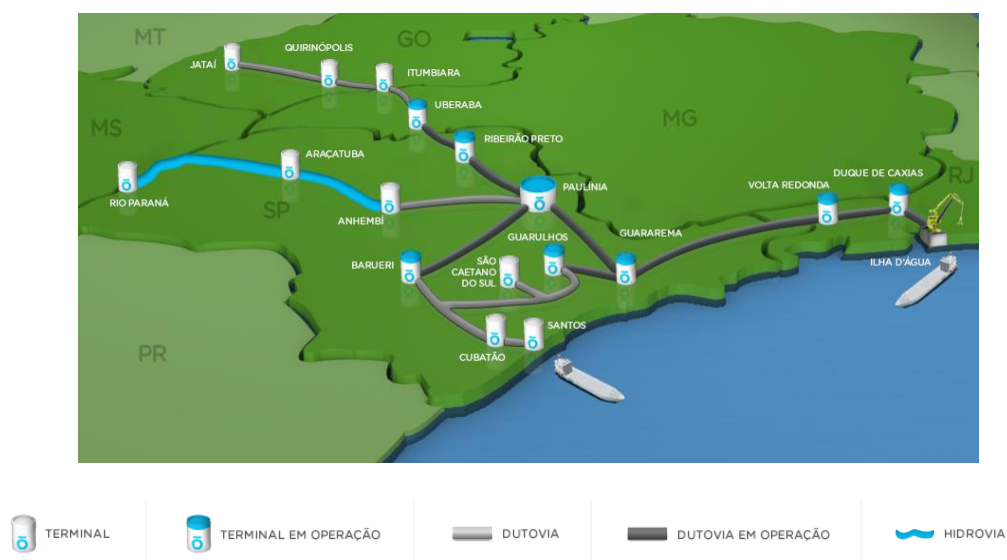 MT
GO
QUIRINÓPOLIS
JATAÍ
ITUMBIARA
UBERABA
MS
MG
RIBEIRÃO PRETO
ARAÇATUBA
DUQUE DE CAXIAS
RJ
VOLTA REDONDA
PAULÍNIA
RIO PARANÁ
SP
ANHEMBÍ
GUARULHOS
GUARAREMA
BARUERI
SÃO
CAETANO
DO SUL
ILHA D'ÁGUA
SANTOS
CUBATÃO
PR
TERMINAL
TERMINAL EM OPERAÇÃO
DUTOVIA
DUTOVIA EM OPERAÇÃO
HIDROVIA